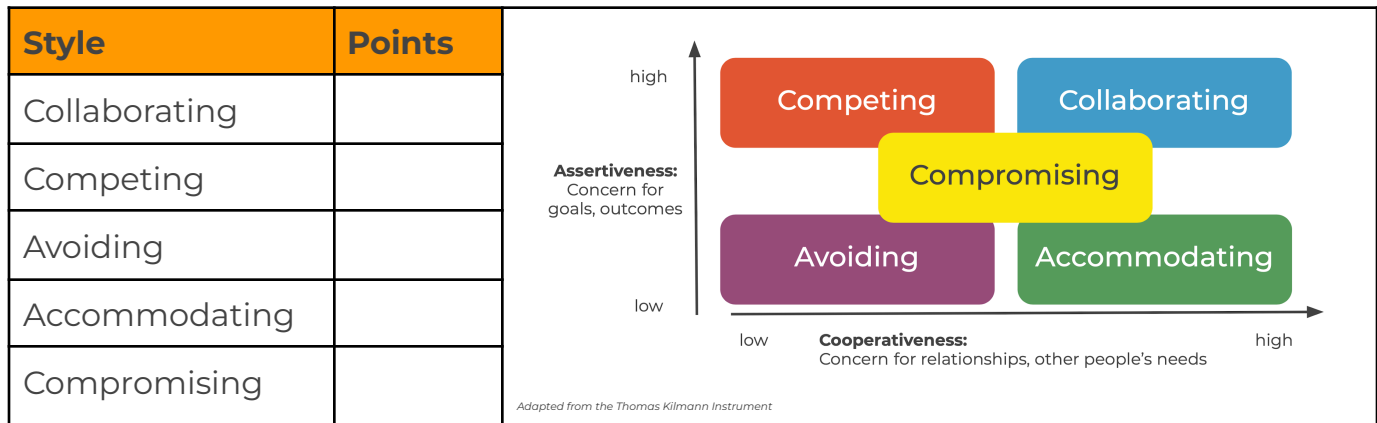 Style
Points
Collaborating
Competing
Avoiding
Accommodating
Compromising
high
Assertiveness:
Concern for
goals, outcomes
low
Competing
Collaborating
Compromising
Avoiding
Accommodating
low
Cooperativeness:
high
Concern for relationships, other people’s needs
Adapted from the Thomas Kilmann Instrument